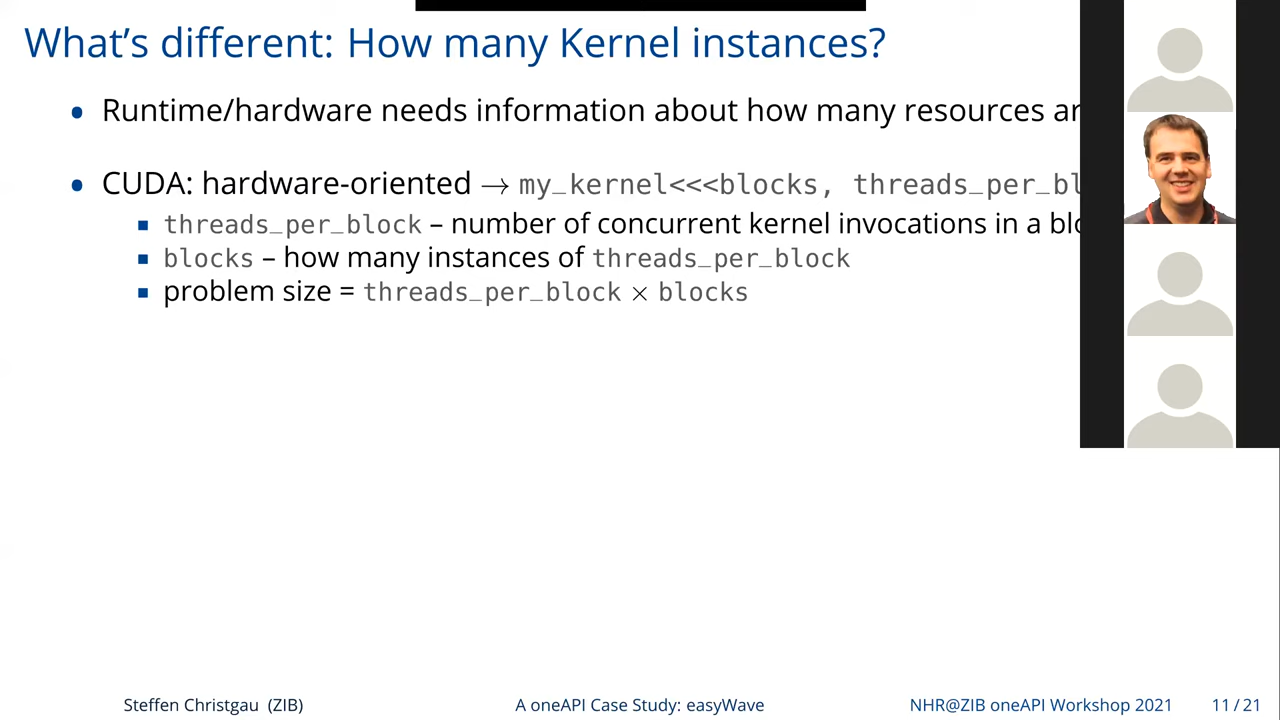 What's different: How many Kernel instances?
• Runtime/hardware needs information about how many resources
• CUDA: hardware-oriented → my_kernel<<<blocks, threads_per_bl
▪ threads_per_block – number of concurrent kernel invocations in a
▪ blocks – how many instances of threads_per_block
▪ problem size = threads_per_block × blocks
Steffen Christgau (ZIB) A oneAPI Case Study: easyWave NHR@ZIB oneAPI Workshop 2021 11 / 21